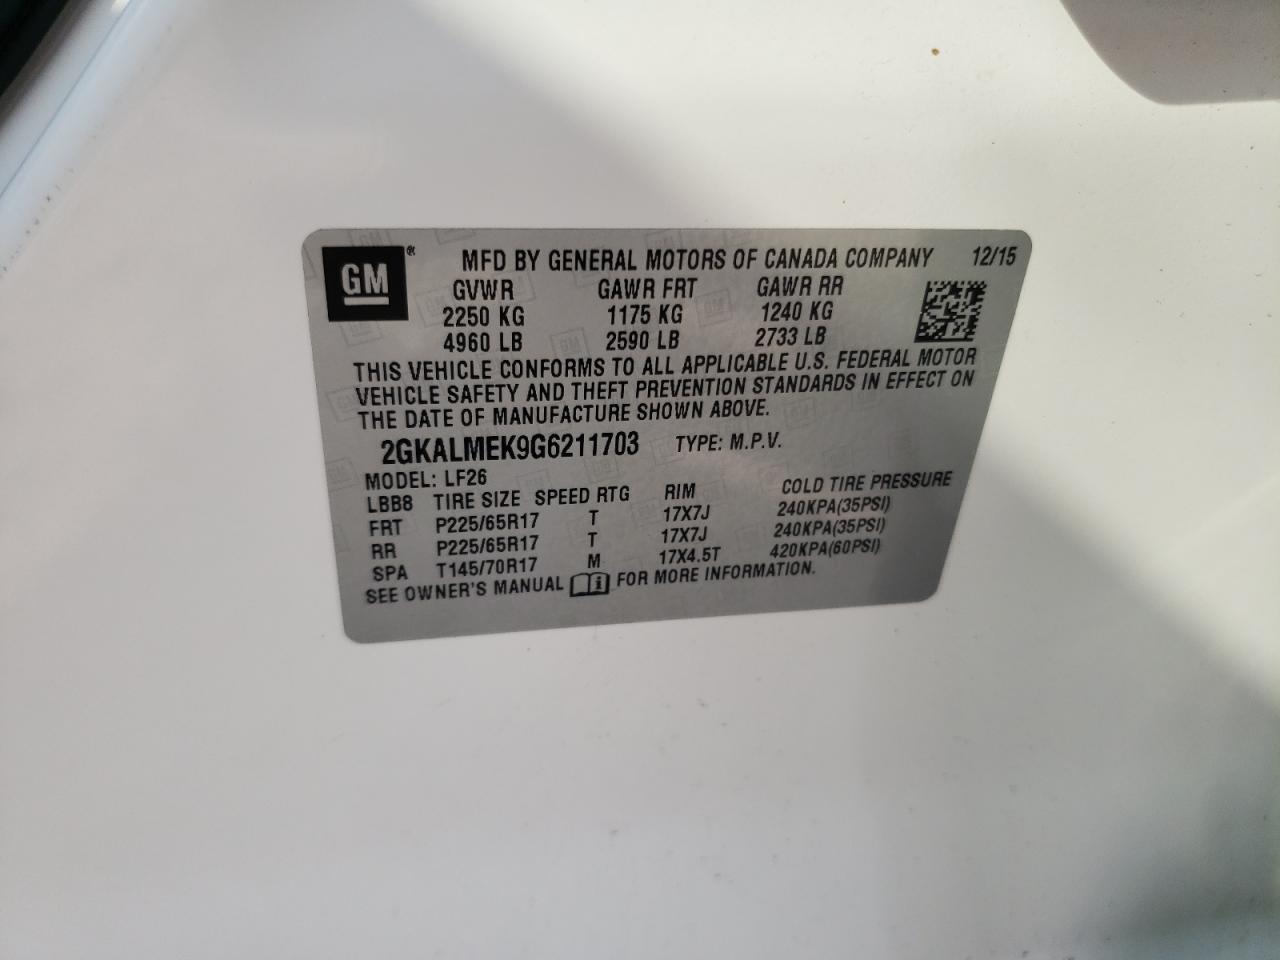 GM ®
MFD BY GENERAL MOTORS OF CANADA COMPANY 12/15
GVWR GAWR FRT GAWR RR
2250 KG 1175 KG 1240 KG
4960 LB 2590 LB 2733 LB
THIS VEHICLE CONFORMS TO ALL APPLICABLE U.S. FEDERAL MOTOR
VEHICLE SAFETY AND THEFT PREVENTION STANDARDS IN EFFECT ON
THE DATE OF MANUFACTURE SHOWN ABOVE.
2GKALMEK9G6211703 TYPE: M.P.V.
MODEL: LF26
LBB8 TIRE SIZE SPEED RTG RIM COLD TIRE PRESSURE
FRT P225/65R17 T 17X7J 240KPA(35PSI)
RR P225/65R17 T 17X7J 240KPA(35PSI)
SPA T145/70R17 M 17X4.5T 420KPA(60PSI)
SEE OWNER'S MANUAL i FOR MORE INFORMATION.